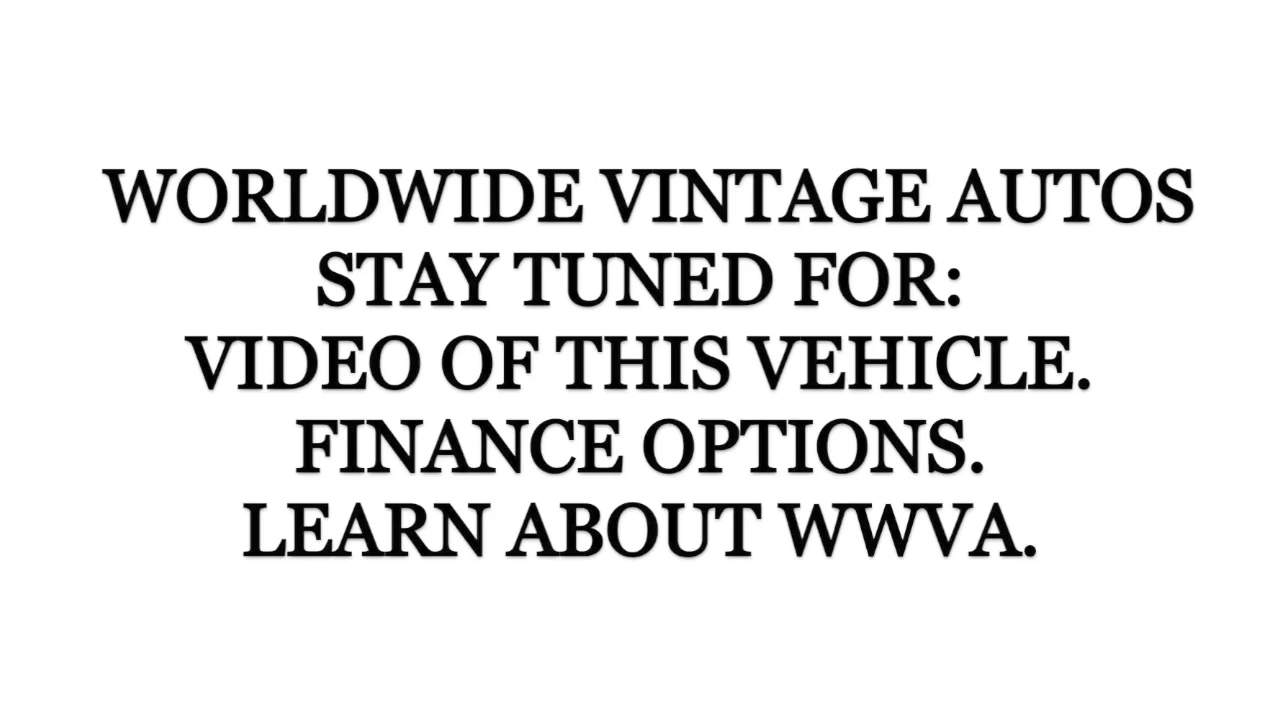 WORLDWIDE VINTAGE AUTOS
STAY TUNED FOR:
VIDEO OF THIS VEHICLE.
FINANCE OPTIONS.
LEARN ABOUT WWVA.